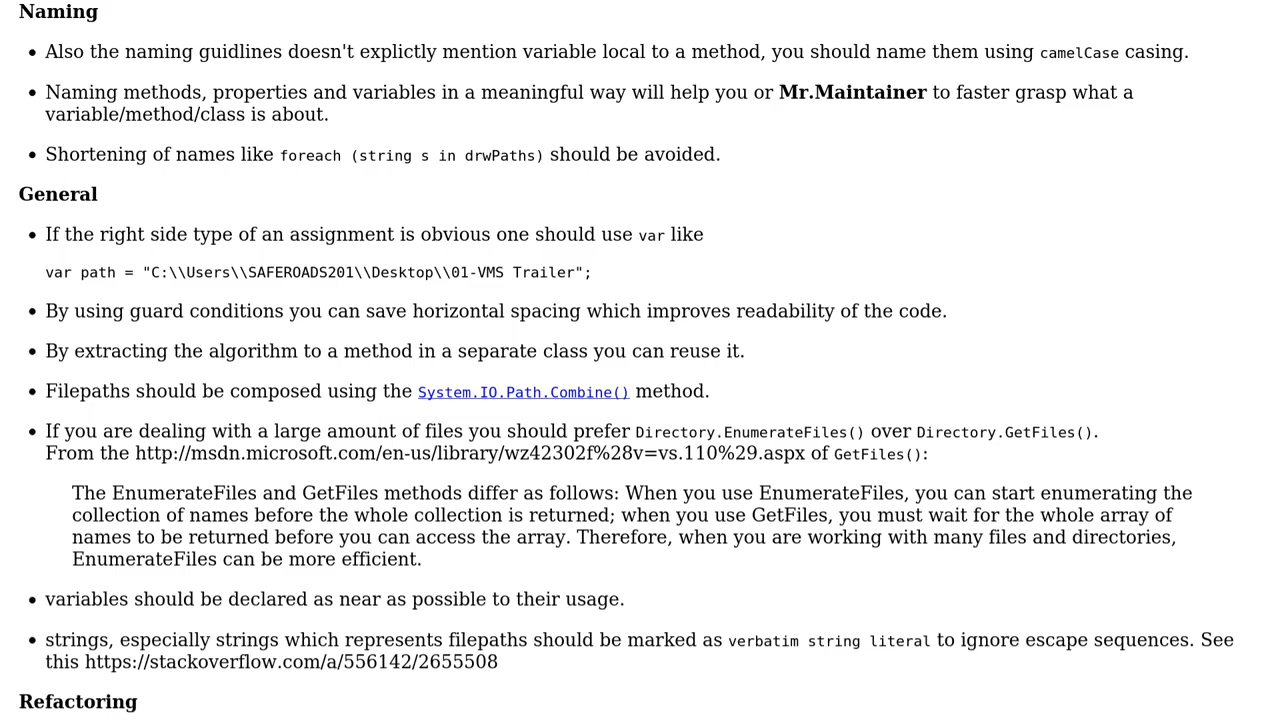 Naming
• Also the naming guidlines doesn't explictly mention variable local to a method, you should name them using camelCase casing.
• Naming methods, properties and variables in a meaningful way will help you or Mr.Maintainer to faster grasp what a
variable/method/class is about.
• Shortening of names like foreach (string s in drwPaths) should be avoided.
General
• If the right side type of an assignment is obvious one should use var like
var path = "C:\\Users\\SAFEROADS201\\Desktop\\01-VMS Trailer";
• By using guard conditions you can save horizontal spacing which improves readability of the code.
• By extracting the algorithm to a method in a separate class you can reuse it.
• Filepaths should be composed using the System.IO.Path.Combine() method.
• If you are dealing with a large amount of files you should prefer Directory.EnumerateFiles() over Directory.GetFiles().
From the http://msdn.microsoft.com/en-us/library/wz42302f%28v=vs.110%29.aspx of GetFiles():
The EnumerateFiles and GetFiles methods differ as follows: When you use EnumerateFiles, you can start enumerating the
collection of names before the whole collection is returned; when you use GetFiles, you must wait for the whole array of
names to be returned before you can access the array. Therefore, when you are working with many files and directories,
EnumerateFiles can be more efficient.
• variables should be declared as near as possible to their usage.
• strings, especially strings which represents filepaths should be marked as verbatim string literal to ignore escape sequences. See
this https://stackoverflow.com/a/556142/2655508
Refactoring